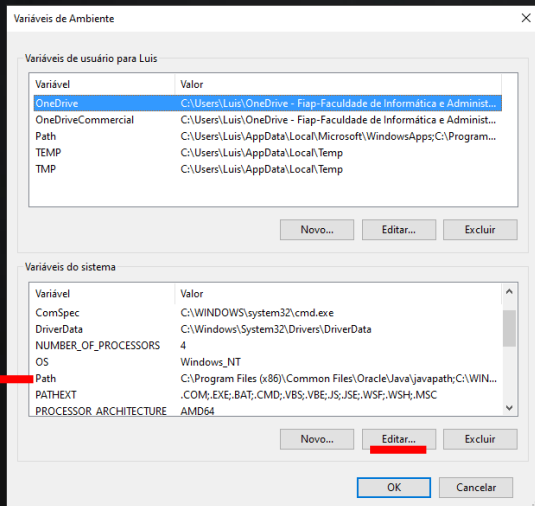 Variáveis de Ambiente
Variáveis de usuário para Luis
Variável Valor
OneDrive C:\Users\Luis\OneDrive - Fiap-Faculdade de Informática e Administ...
OneDriveCommercial C:\Users\Luis\OneDrive - Fiap-Faculdade de Informática e Administ...
Path C:\Users\Luis\AppData\Local\Microsoft\WindowsApps;C:\Program...
TEMP C:\Users\Luis\AppData\Local\Temp
TMP C:\Users\Luis\AppData\Local\Temp
Novo... Editar... Excluir
Variáveis do sistema
Variável Valor
ComSpec C:\WINDOWS\system32\cmd.exe
DriverData C:\Windows\System32\Drivers\DriverData
NUMBER_OF_PROCESSORS 4
OS Windows_NT
Path C:\Program Files (x86)\Common Files\Oracle\Java\javapath;C:\WIN...
PATHEXT .COM;.EXE;.BAT;.CMD;.VBS;.VBE;.JS;.JSE;.WSF;.WSH;.MSC
PROCESSOR_ARCHITECTURE AMD64
Novo... Editar... Excluir
OK Cancelar